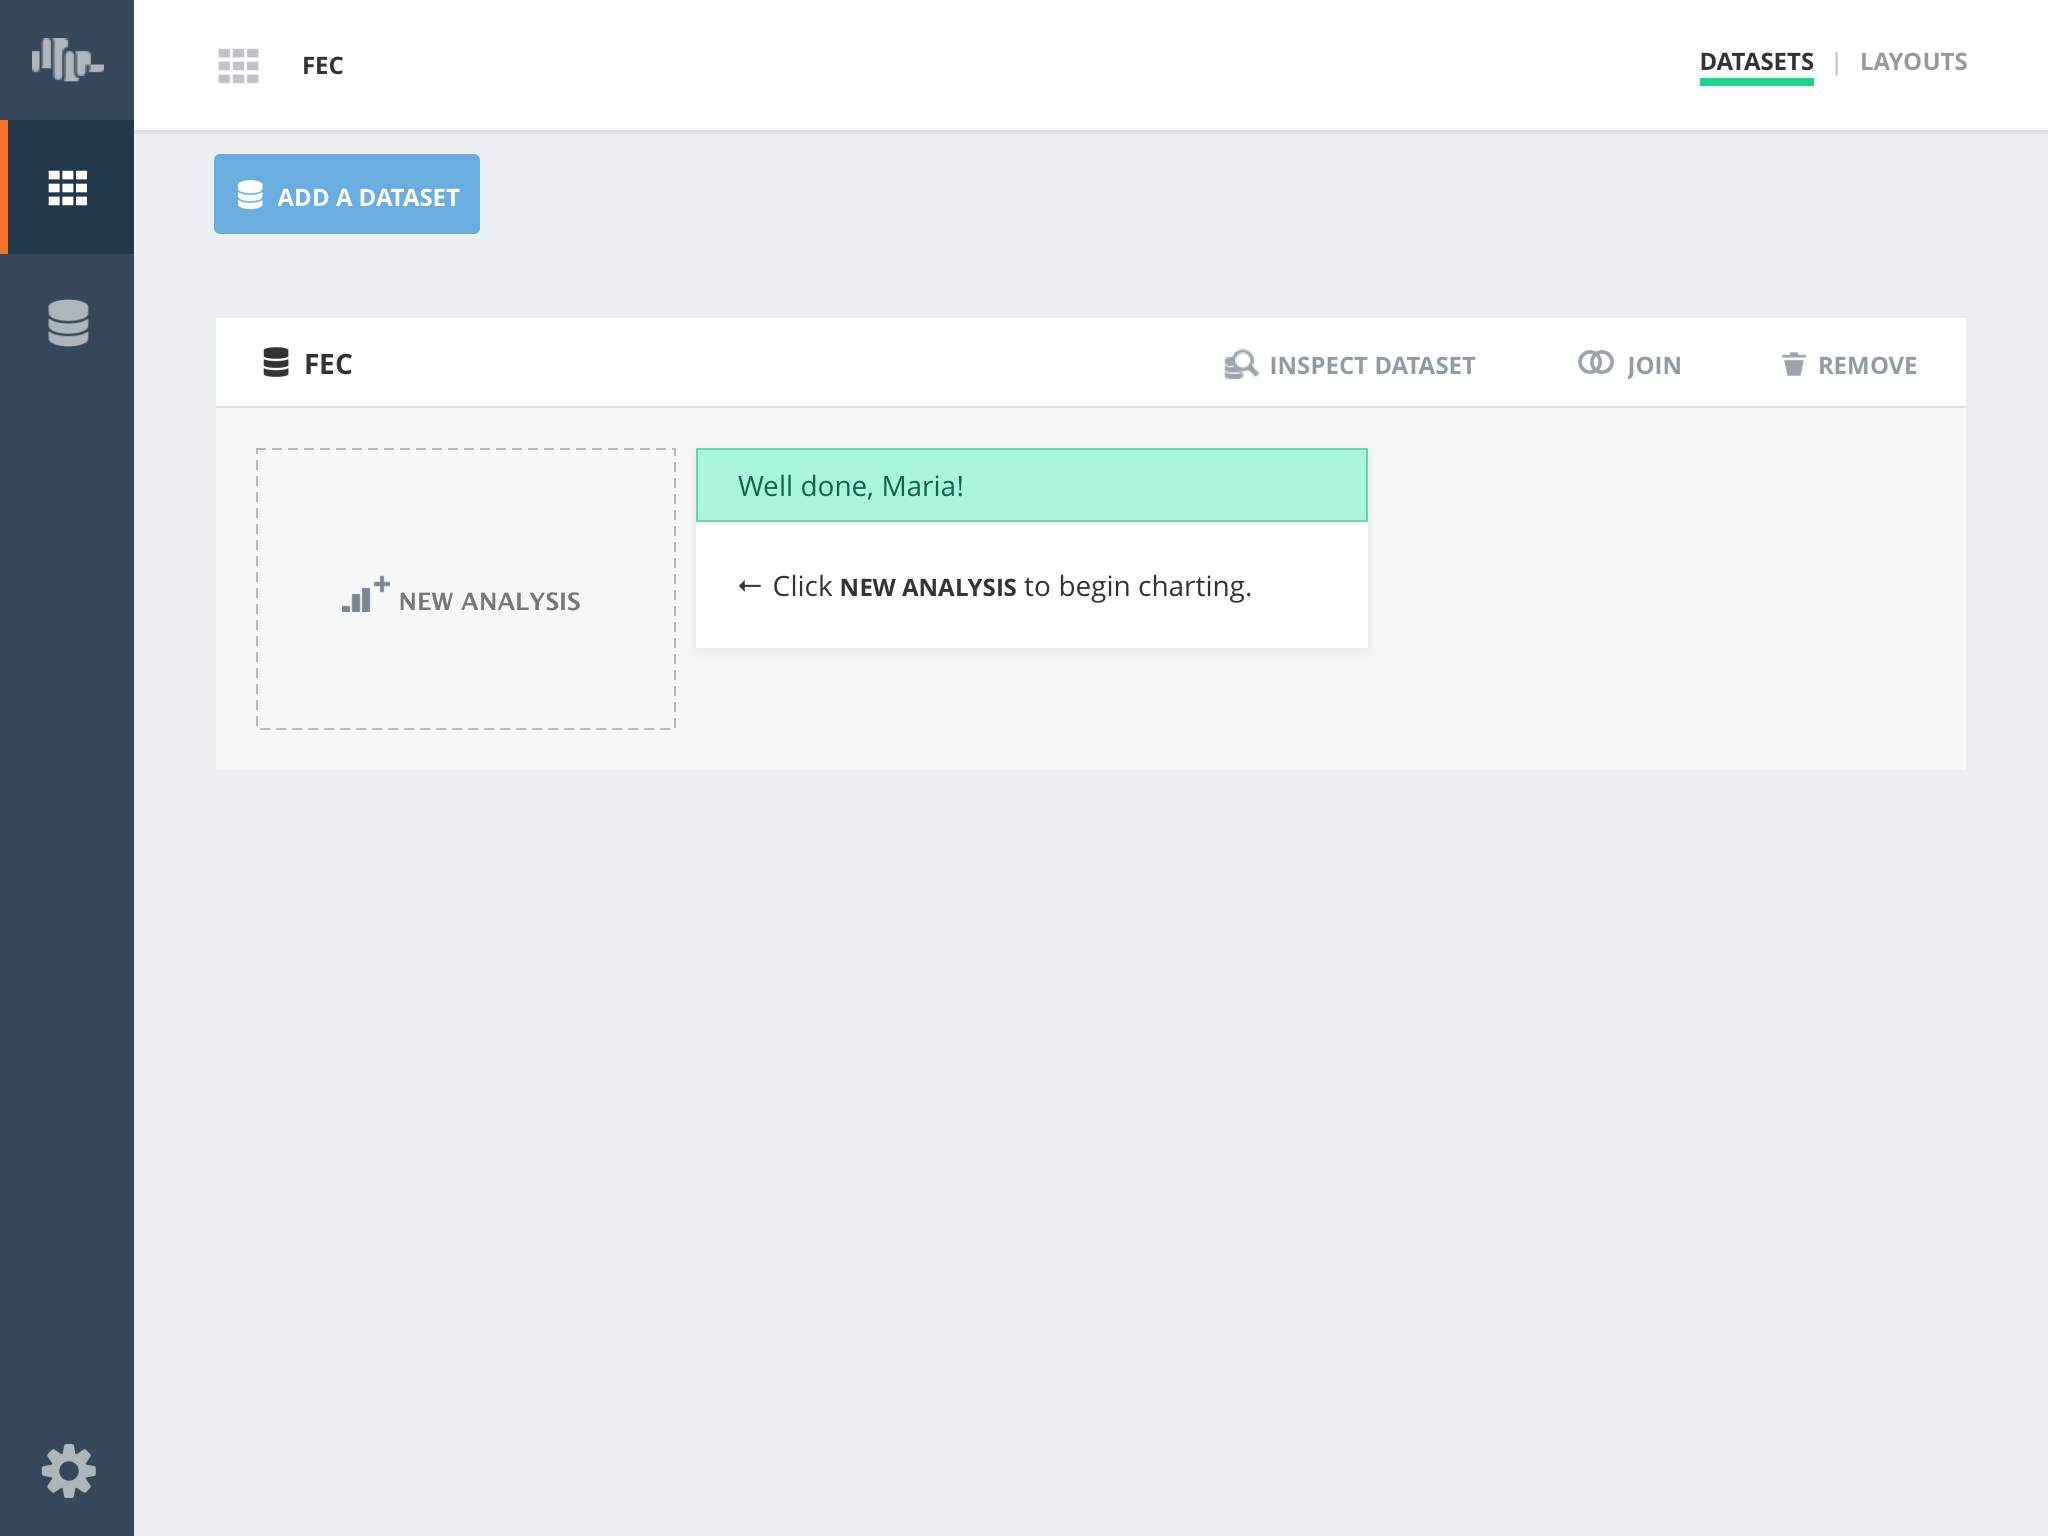 FEC
DATASETS | LAYOUTS
ADD A DATASET
FEC
INSPECT DATASET
JOIN
REMOVE
NEW ANALYSIS
Well done, Maria!
← Click NEW ANALYSIS to begin charting.